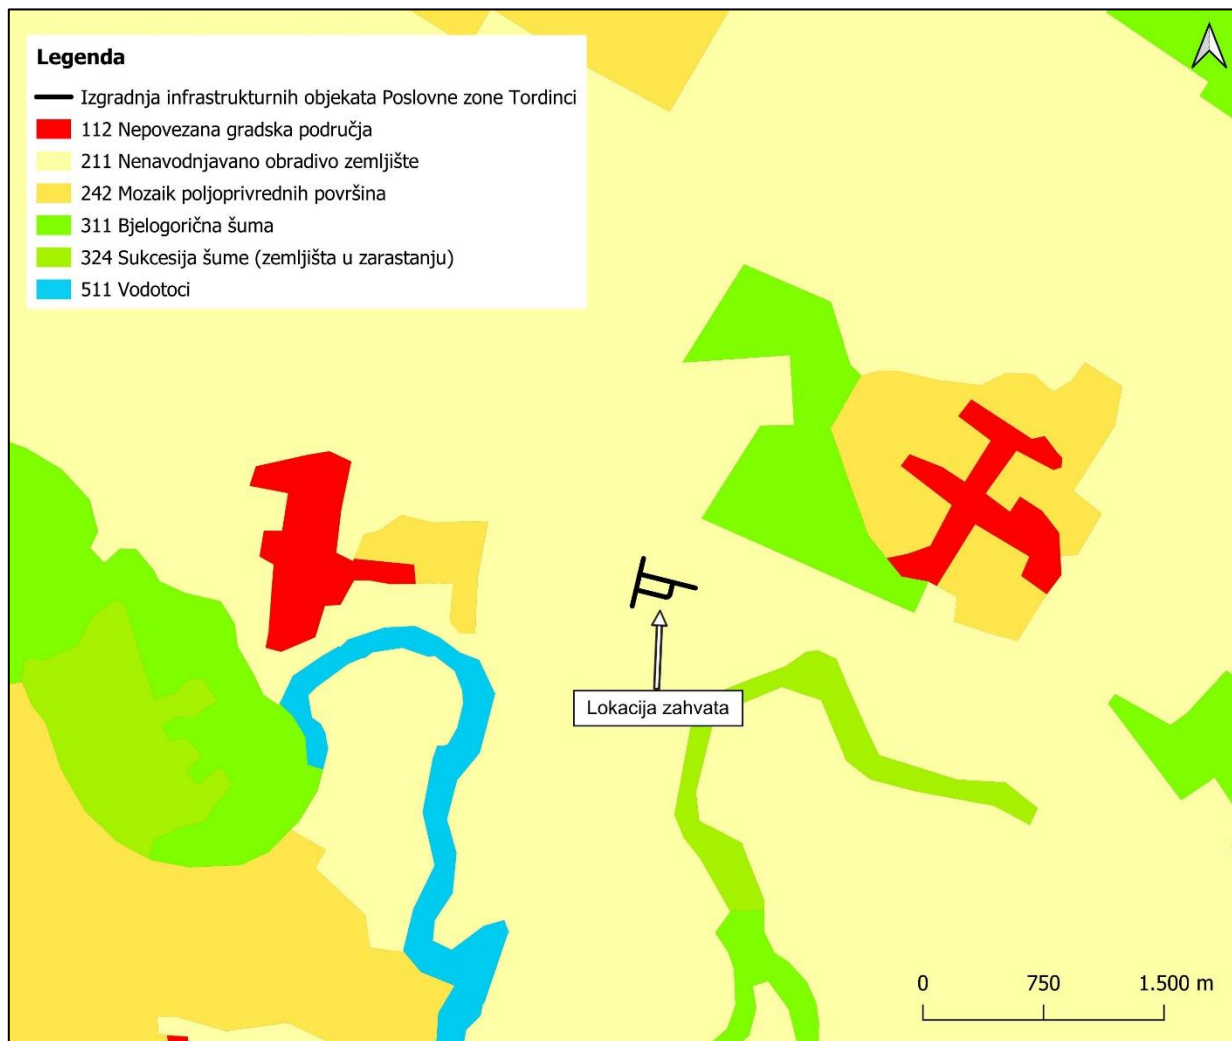 Legenda
Izgradnja infrastrukturnih objekata Poslovne zone Tordinci
112 Nepovezana gradska područja
211 Nenavodnjavano obradivo zemljište
242 Mozaik poljoprivrednih površina
311 Bjelogorična šuma
324 Sukcesija šume (zemljišta u zarastanju)
511 Vodotoci
Lokacija zahvata
0 750 1.500 m